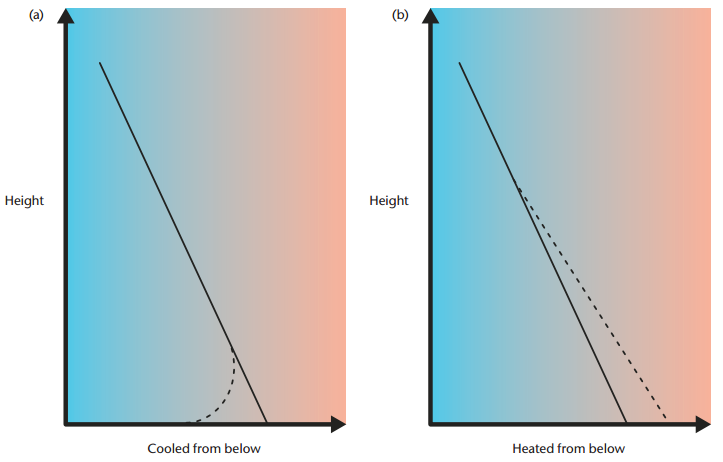 (a)
Height
Cooled from below
(b)
Height
Heated from below